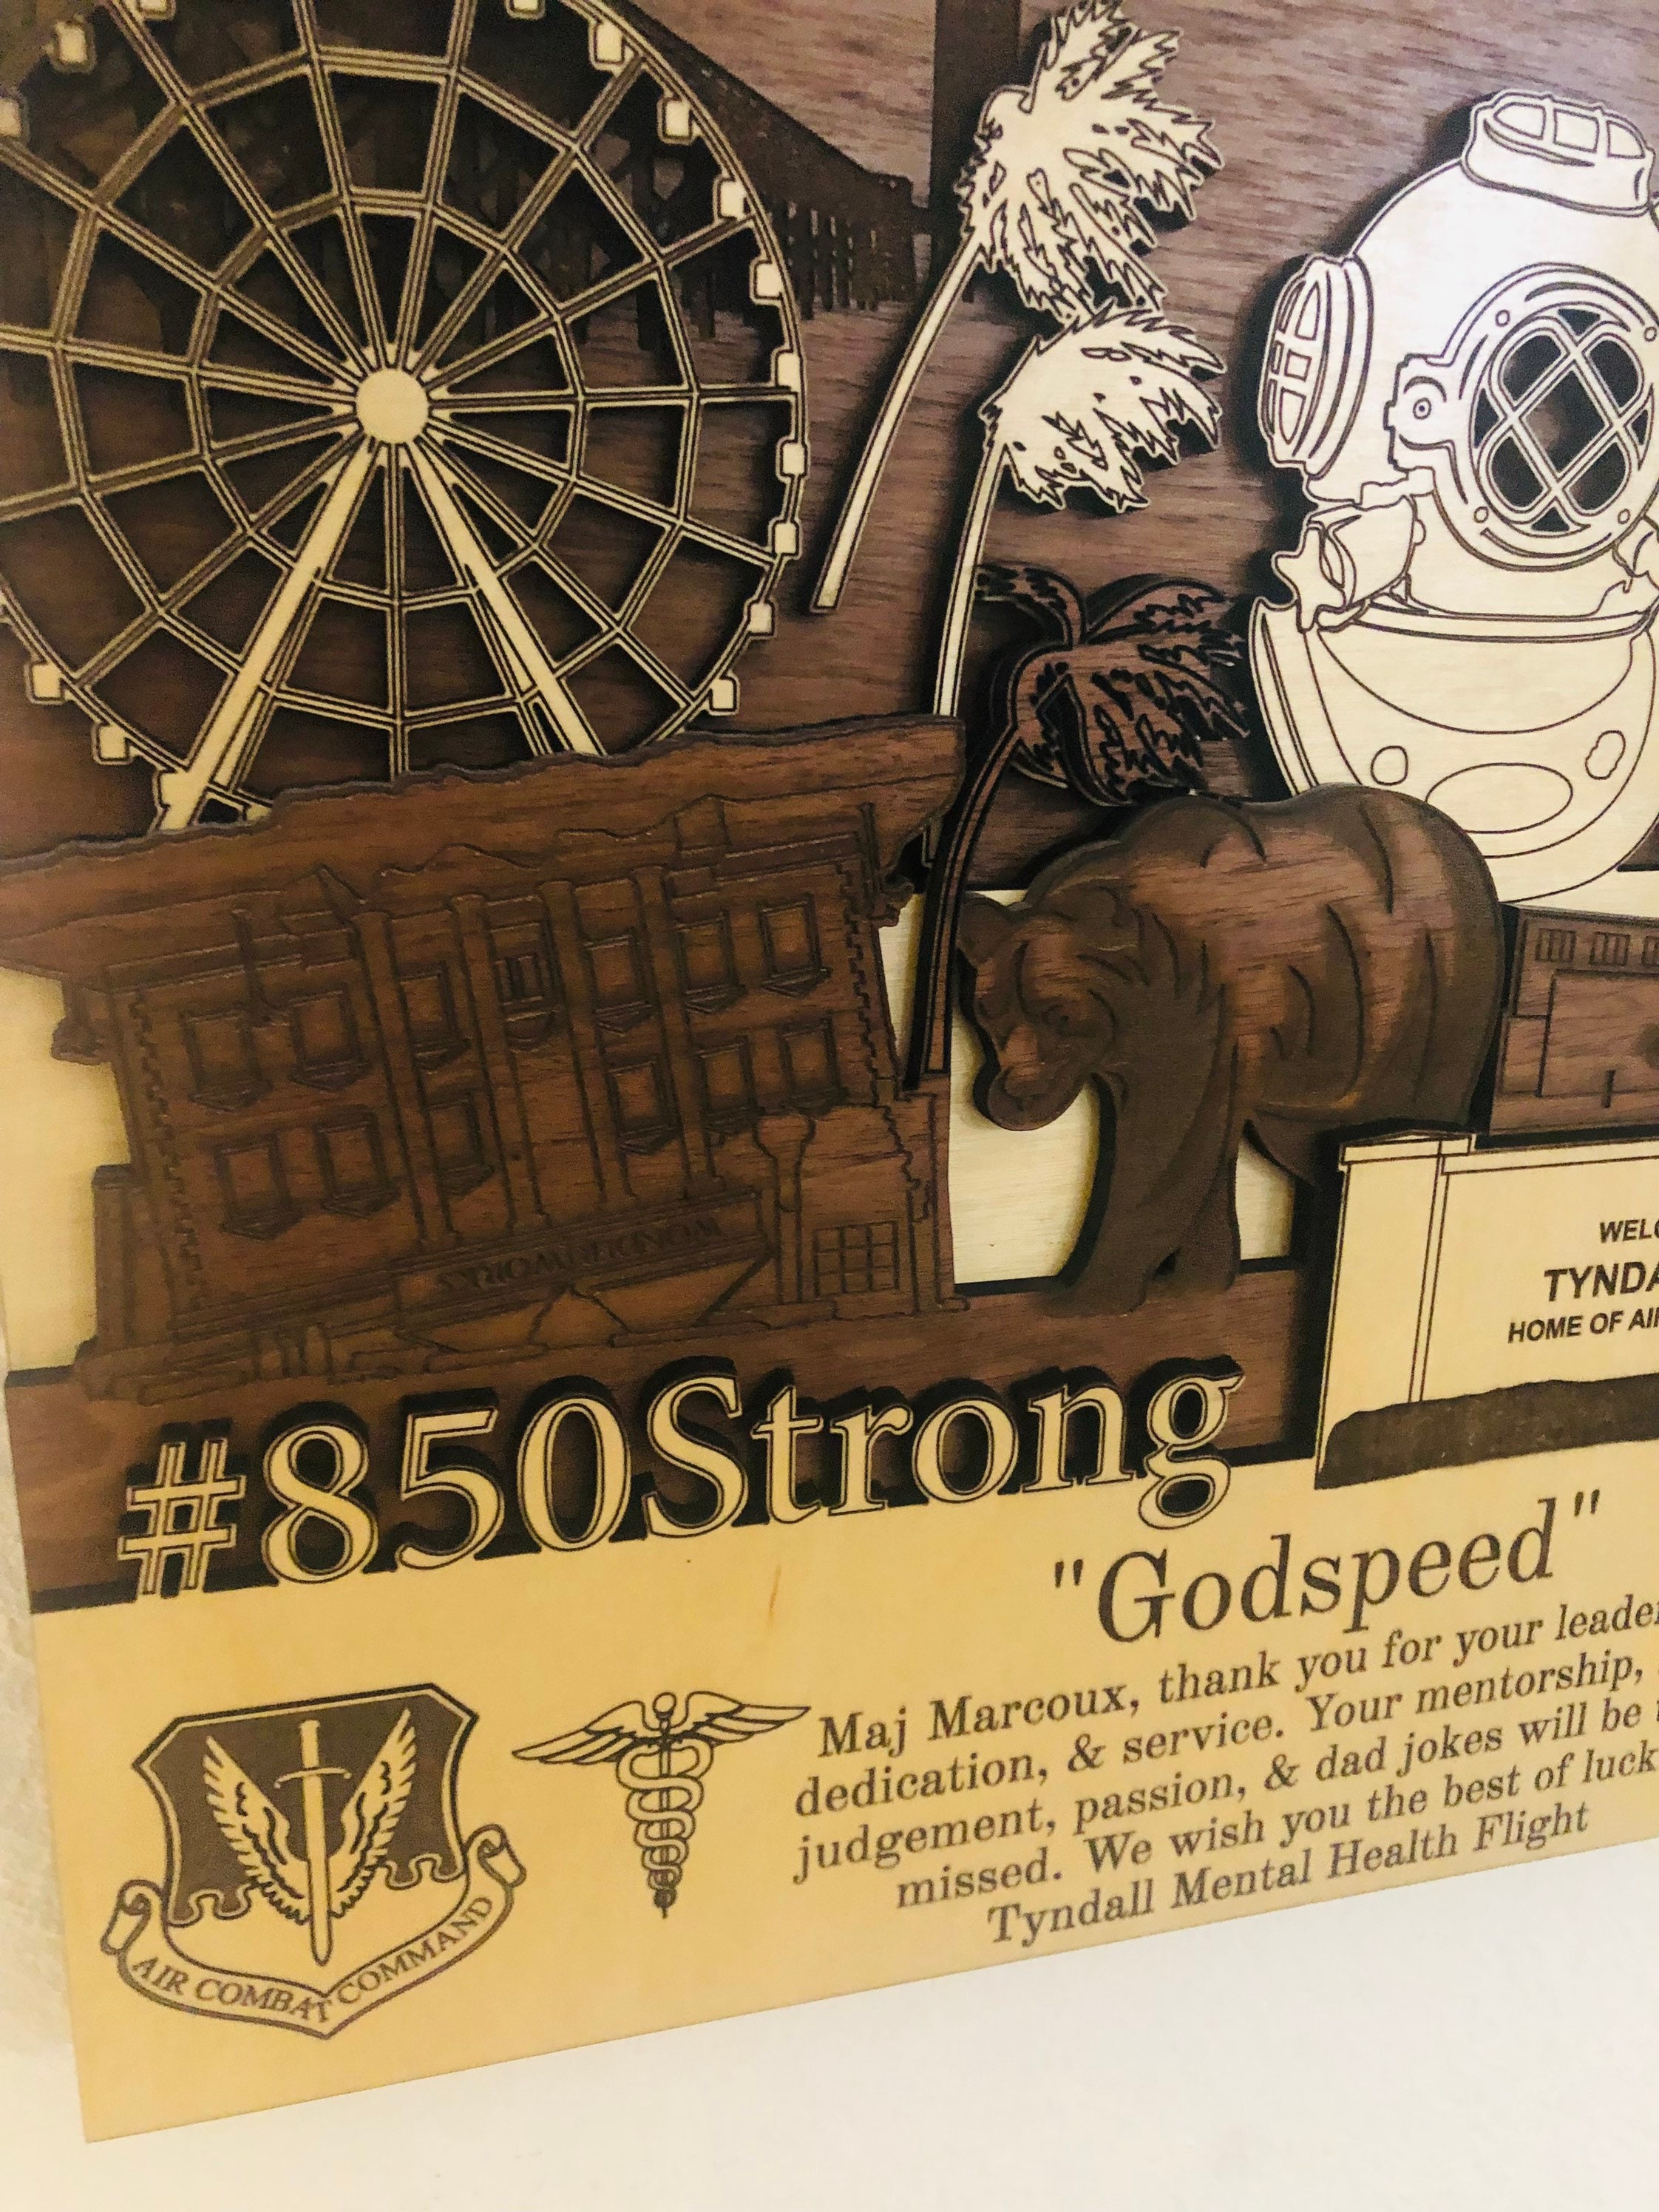 WONDERWORKS
WEL
TYNDA
HOME OF AI
#850Strong
"Godspeed"
Maj Marcoux, thank you for your leader
dedication, & service. Your mentorship,
judgement, passion, & dad jokes will be
missed. We wish you the best of luck
Tyndall Mental Health Flight
AIR COMBAT COMMAND